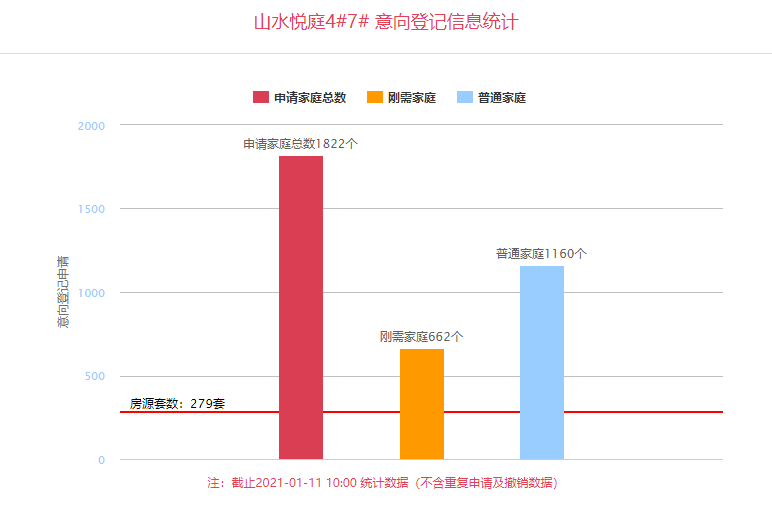 山水悦庭4#7# 意向登记信息统计
申请家庭总数 刚需家庭 普通家庭
2000
申请家庭总数1822个
1500
普通家庭1160个
意向登记申请
1000
刚需家庭662个
500
房源套数：279套
0
注：截止2021-01-11 10:00 统计数据（不含重复申请及撤销数据）